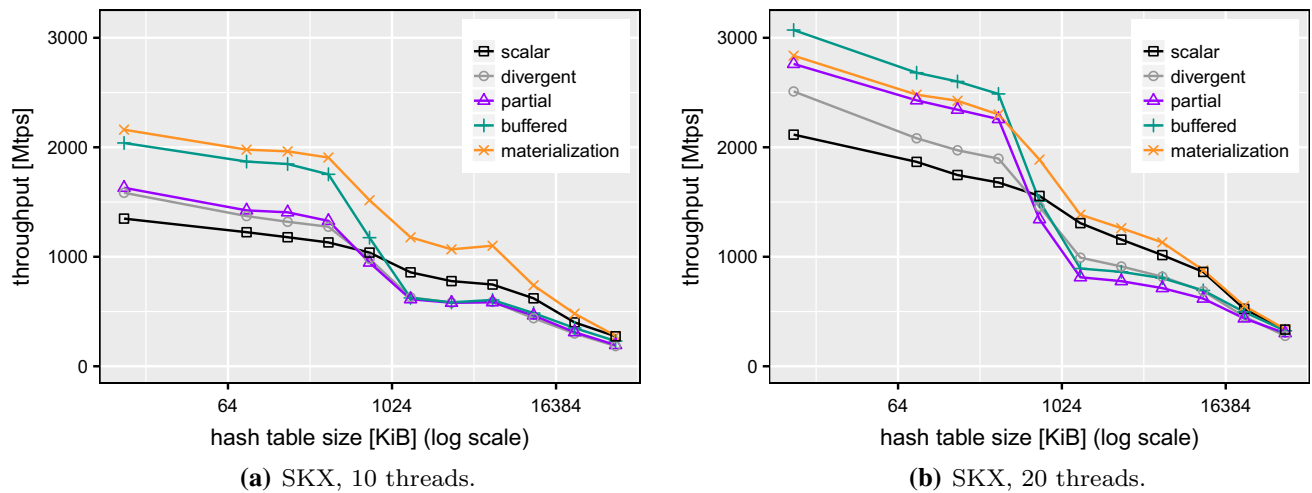 3000
2000
1000
0
throughput [Mtps]
scalar
divergent
partial
buffered
materialization
64
1024
16384
hash table size [KiB] (log scale)
(a) SKX, 10 threads.
3000
2000
1000
0
throughput [Mtps]
scalar
divergent
partial
buffered
materialization
64
1024
16384
hash table size [KiB] (log scale)
(b) SKX, 20 threads.